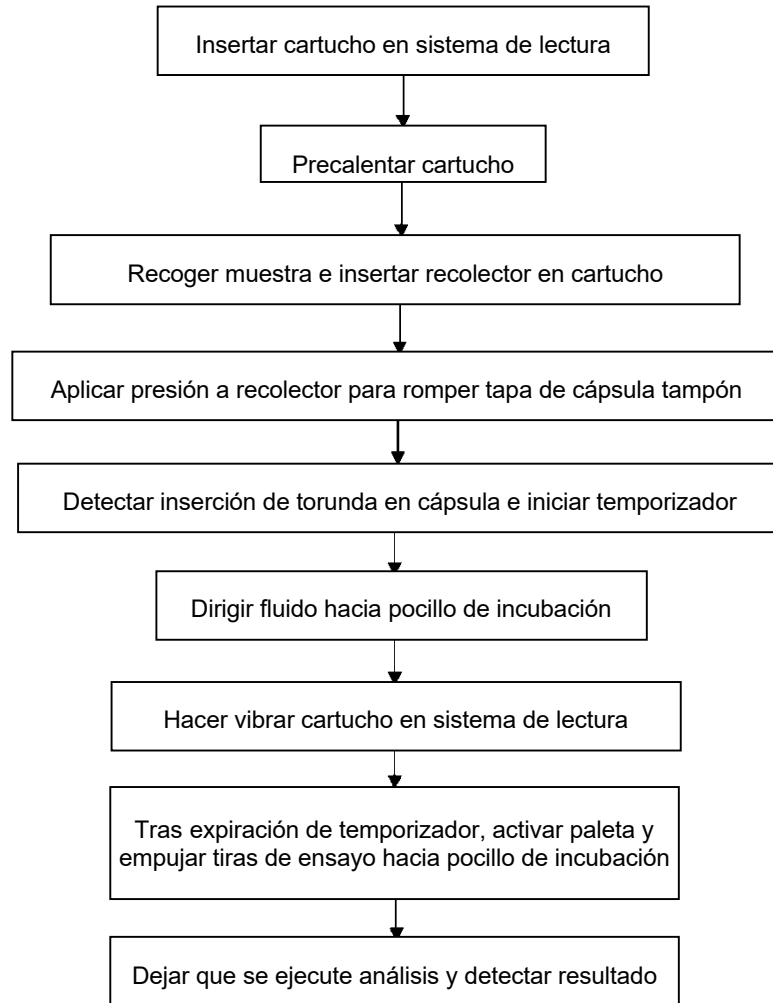 Insertar cartucho en sistema de lectura
Precalentar cartucho
Recoger muestra e insertar recolector en cartucho
Aplicar presión a recolector para romper tapa de cápsula tampón
Detectar inserción de torunda en cápsula e iniciar temporizador
Dirigir fluido hacia pocillo de incubación
Hacer vibrar cartucho en sistema de lectura
Tras expiración de temporizador, activar paleta y
empujar tiras de ensayo hacia pocillo de incubación
Dejar que se ejecute análisis y detectar resultado